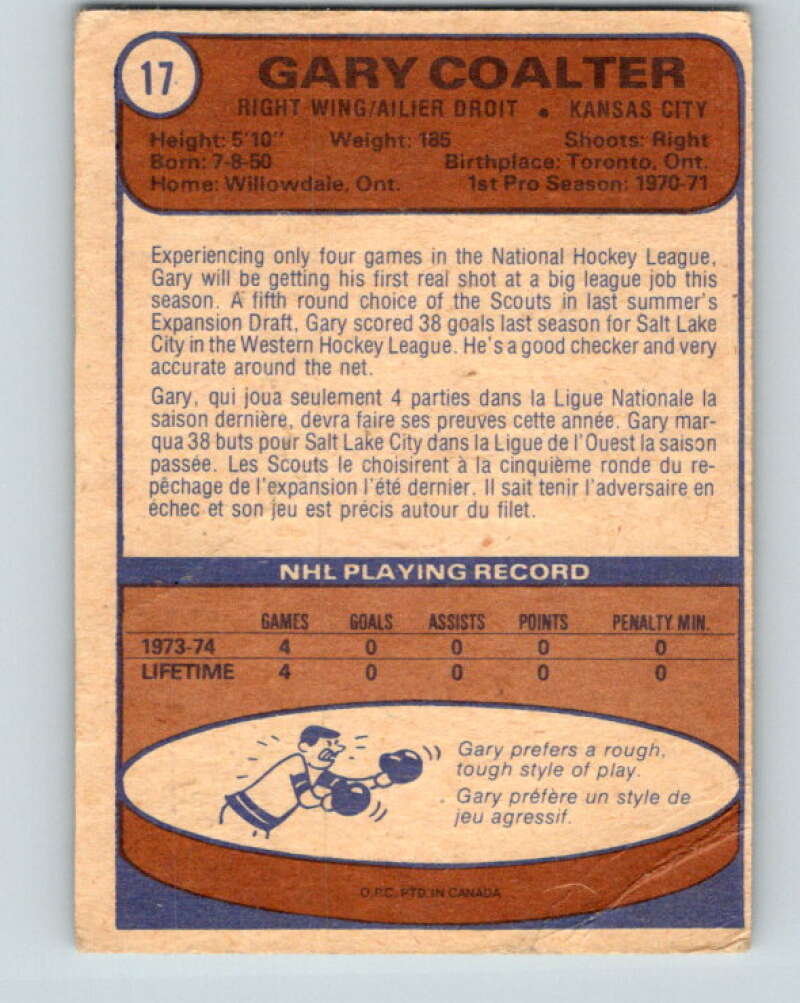 17
GARY COALTER
RIGHT WING/AILIER DROIT • KANSAS CITY
Height: 5'10" Weight: 185 Shoots: Right
Born: 7-8-50 Birthplace: Toronto, Ont.
Home: Willowdale, Ont. 1st Pro Season: 1970-71
Experiencing only four games in the National Hockey League,
Gary will be getting his first real shot at a big league job this
season. A fifth round choice of the Scouts in last summer's
Expansion Draft, Gary scored 38 goals last season for Salt Lake
City in the Western Hockey League. He's a good checker and very
accurate around the net.
Gary, qui joua seulement 4 parties dans la Ligue Nationale la
saison dernière, devra faire ses preuves cette année. Gary mar-
qua 38 buts pour Salt Lake City dans la Ligue de l'Ouest la saison
passée. Les Scouts le choisirent à la cinquième ronde du re-
pêchage de l'expansion l'été dernier. Il sait tenir l'adversaire en
échec et son jeu est précis autour du filet.
NHL PLAYING RECORD
GAMES GOALS ASSISTS POINTS PENALTY MIN.
1973-74 4 0 0 0 0
LIFETIME 4 0 0 0 0
Gary prefers a rough,
tough style of play.
Gary préfère un style de
jeu agressif.
O.P.C. PTD. IN CANADA